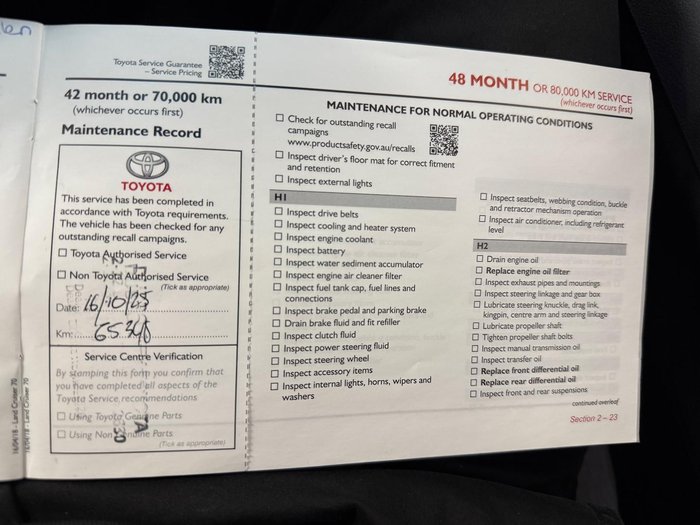 Toyota Service Guarantee
– Service Pricing
42 month or 70,000 km
(whichever occurs first)
Maintenance Record
TOYOTA
This service has been completed in
accordance with Toyota requirements.
The vehicle has been checked for any
outstanding recall campaigns.
Toyota Authorised Service
Non Toyota Authorised Service
(Tick as appropriate)
Date: 16/10/25
Km:
Service Centre Verification
By stamping this form you confirm that
you have completed all aspects of the
Toyota Service recommendations
Using Toyota Genuine Parts
Using Non Genuine Parts
(Tick as appropriate)
16/04/18 – Land Cruiser 70
48 MONTH OR 80,000 KM SERVICE
(whichever occurs first)
MAINTENANCE FOR NORMAL OPERATING CONDITIONS
Check for outstanding recall
campaigns
www.productsafety.gov.au/recalls
Inspect driver's floor mat for correct fitment
and retention
Inspect external lights
H1
Inspect drive belts
Inspect cooling and heater system
Inspect engine coolant
Inspect battery
Inspect water sediment accumulator
Inspect engine air cleaner filter
Inspect fuel tank cap, fuel lines and
connections
Inspect brake pedal and parking brake
Drain brake fluid and fit refiller
Inspect clutch fluid
Inspect power steering fluid
Inspect steering wheel
Inspect accessory items
Inspect internal lights, horns, wipers and
washers
Inspect seatbelts, webbing condition, buckle
and retractor mechanism operation
Inspect air conditioner, including refrigerant
level
H2
Drain engine oil
Replace engine oil filter
Inspect exhaust pipes and mountings
Inspect steering linkage and gear box
Lubricate steering knuckle, drag link,
kingpin, centre arm and steering linkage
Lubricate propeller shaft
Tighten propeller shaft bolts
Inspect manual transmission oil
Inspect transfer oil
Replace front differential oil
Replace rear differential oil
Inspect front and rear suspensions
continued overleaf
Section 2 – 23